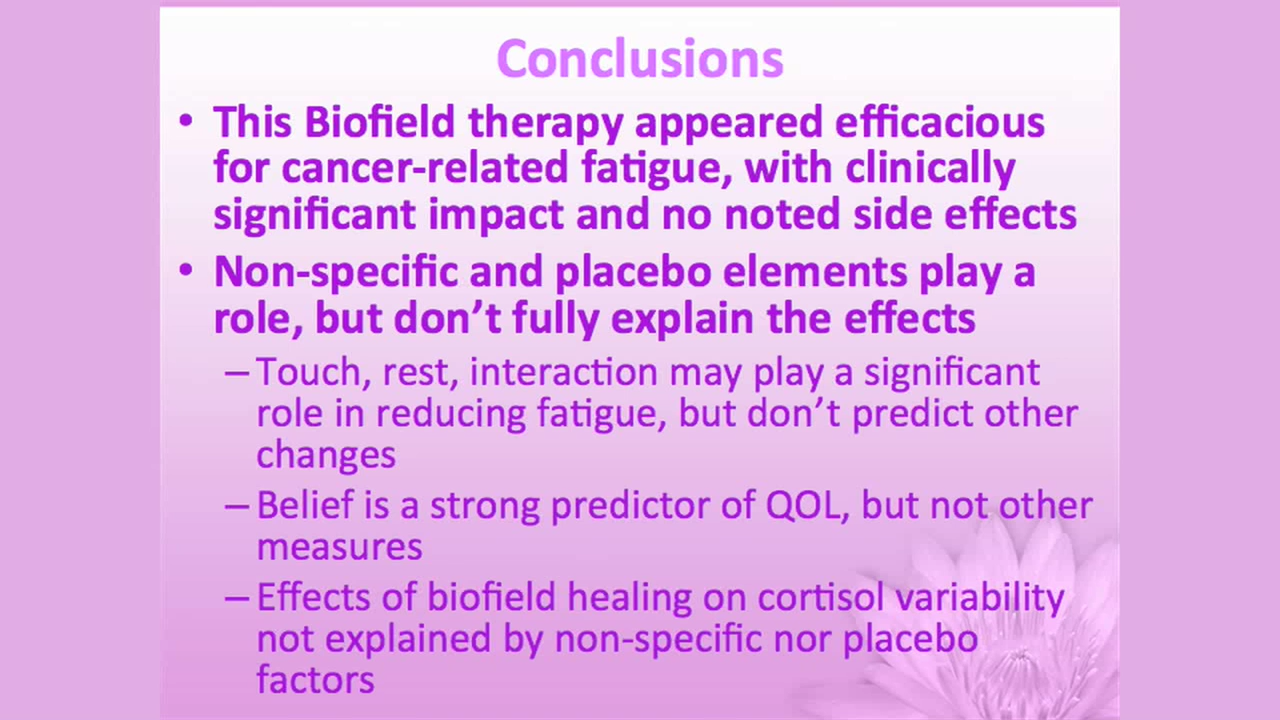 Conclusions
• This Biofield therapy appeared efficacious
for cancer-related fatigue, with clinically
significant impact and no noted side effects
• Non-specific and placebo elements play a
role, but don’t fully explain the effects
– Touch, rest, interaction may play a significant
role in reducing fatigue, but don’t predict other
changes
– Belief is a strong predictor of QOL, but not other
measures
– Effects of biofield healing on cortisol variability
not explained by non-specific nor placebo
factors